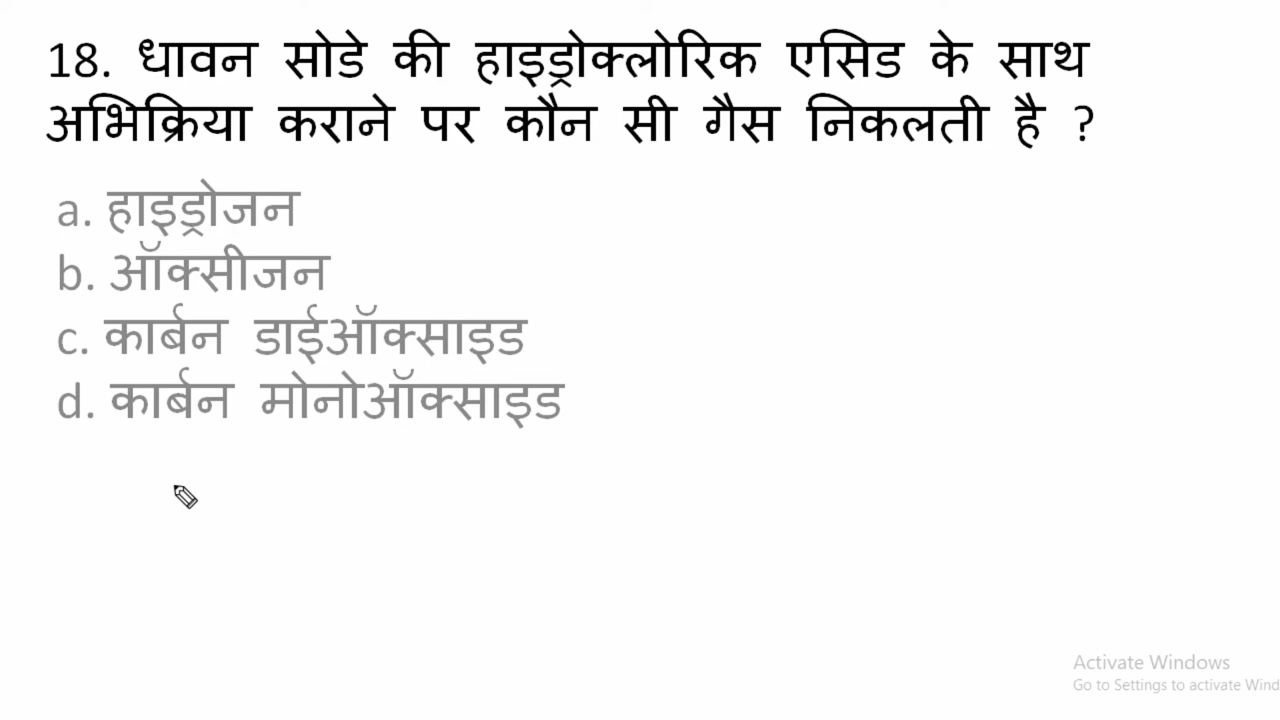 18. धावन सोडे की हाइड्रोक्लोरिक एसिड के साथ
अभिक्रिया कराने पर कौन सी गैस निकलती है ?
a. हाइड्रोजन
b. ऑक्सीजन
c. कार्बन डाईऑक्साइड
d. कार्बन मोनोऑक्साइड
Activate Windows
Go to Settings to activate Wind